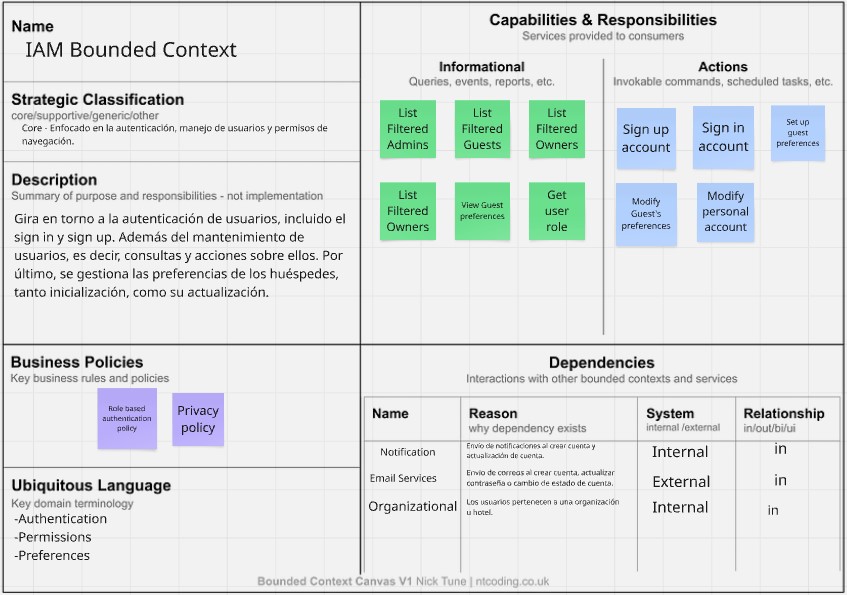 Name
IAM Bounded Context
Strategic Classification
core/supportive/generic/other
Core - Enfocado en la autenticación, manejo de usuarios y permisos de
navegación.
Description
Summary of purpose and responsibilities - not implementation
Gira en torno a la autenticación de usuarios, incluido el
sign in y sign up. Además del mantenimiento de
usuarios, es decir, consultas y acciones sobre ellos. Por
último, se gestiona las preferencias de los huéspedes,
tanto inicialización, como su actualización.
Capabilities & Responsibilities
Services provided to consumers
Informational
Queries, events, reports, etc.
List
Filtered
Admins
List
Filtered
Guests
List
Filtered
Owners
List
Filtered
Owners
View Guest
preferences
Get
user
role
Actions
Invokable commands, scheduled tasks, etc.
Sign up
account
Sign in
account
Set up
guest
preferences
Modify
Guest's
preferences
Modify
personal
account
Business Policies
Key business rules and policies
Role based
authentication
policy
Privacy
policy
Ubiquitous Language
Key domain terminology
-Authentication
-Permissions
-Preferences
Dependencies
Interactions with other bounded contexts and services
Name
Reason
why dependency exists
System
internal /external
Relationship
in/out/bi/ui
Notification
Envío de notificaciones al crear cuenta y
actualización de cuenta.
Internal
in
Email Services
Envío de correos al crear cuenta, actualizar
contraseña o cambio de estado de cuenta.
External
in
Organizational
Los usuarios pertenecen a una organización
u hotel.
Internal
in
Bounded Context Canvas V1 Nick Tune | ntcoding.co.uk